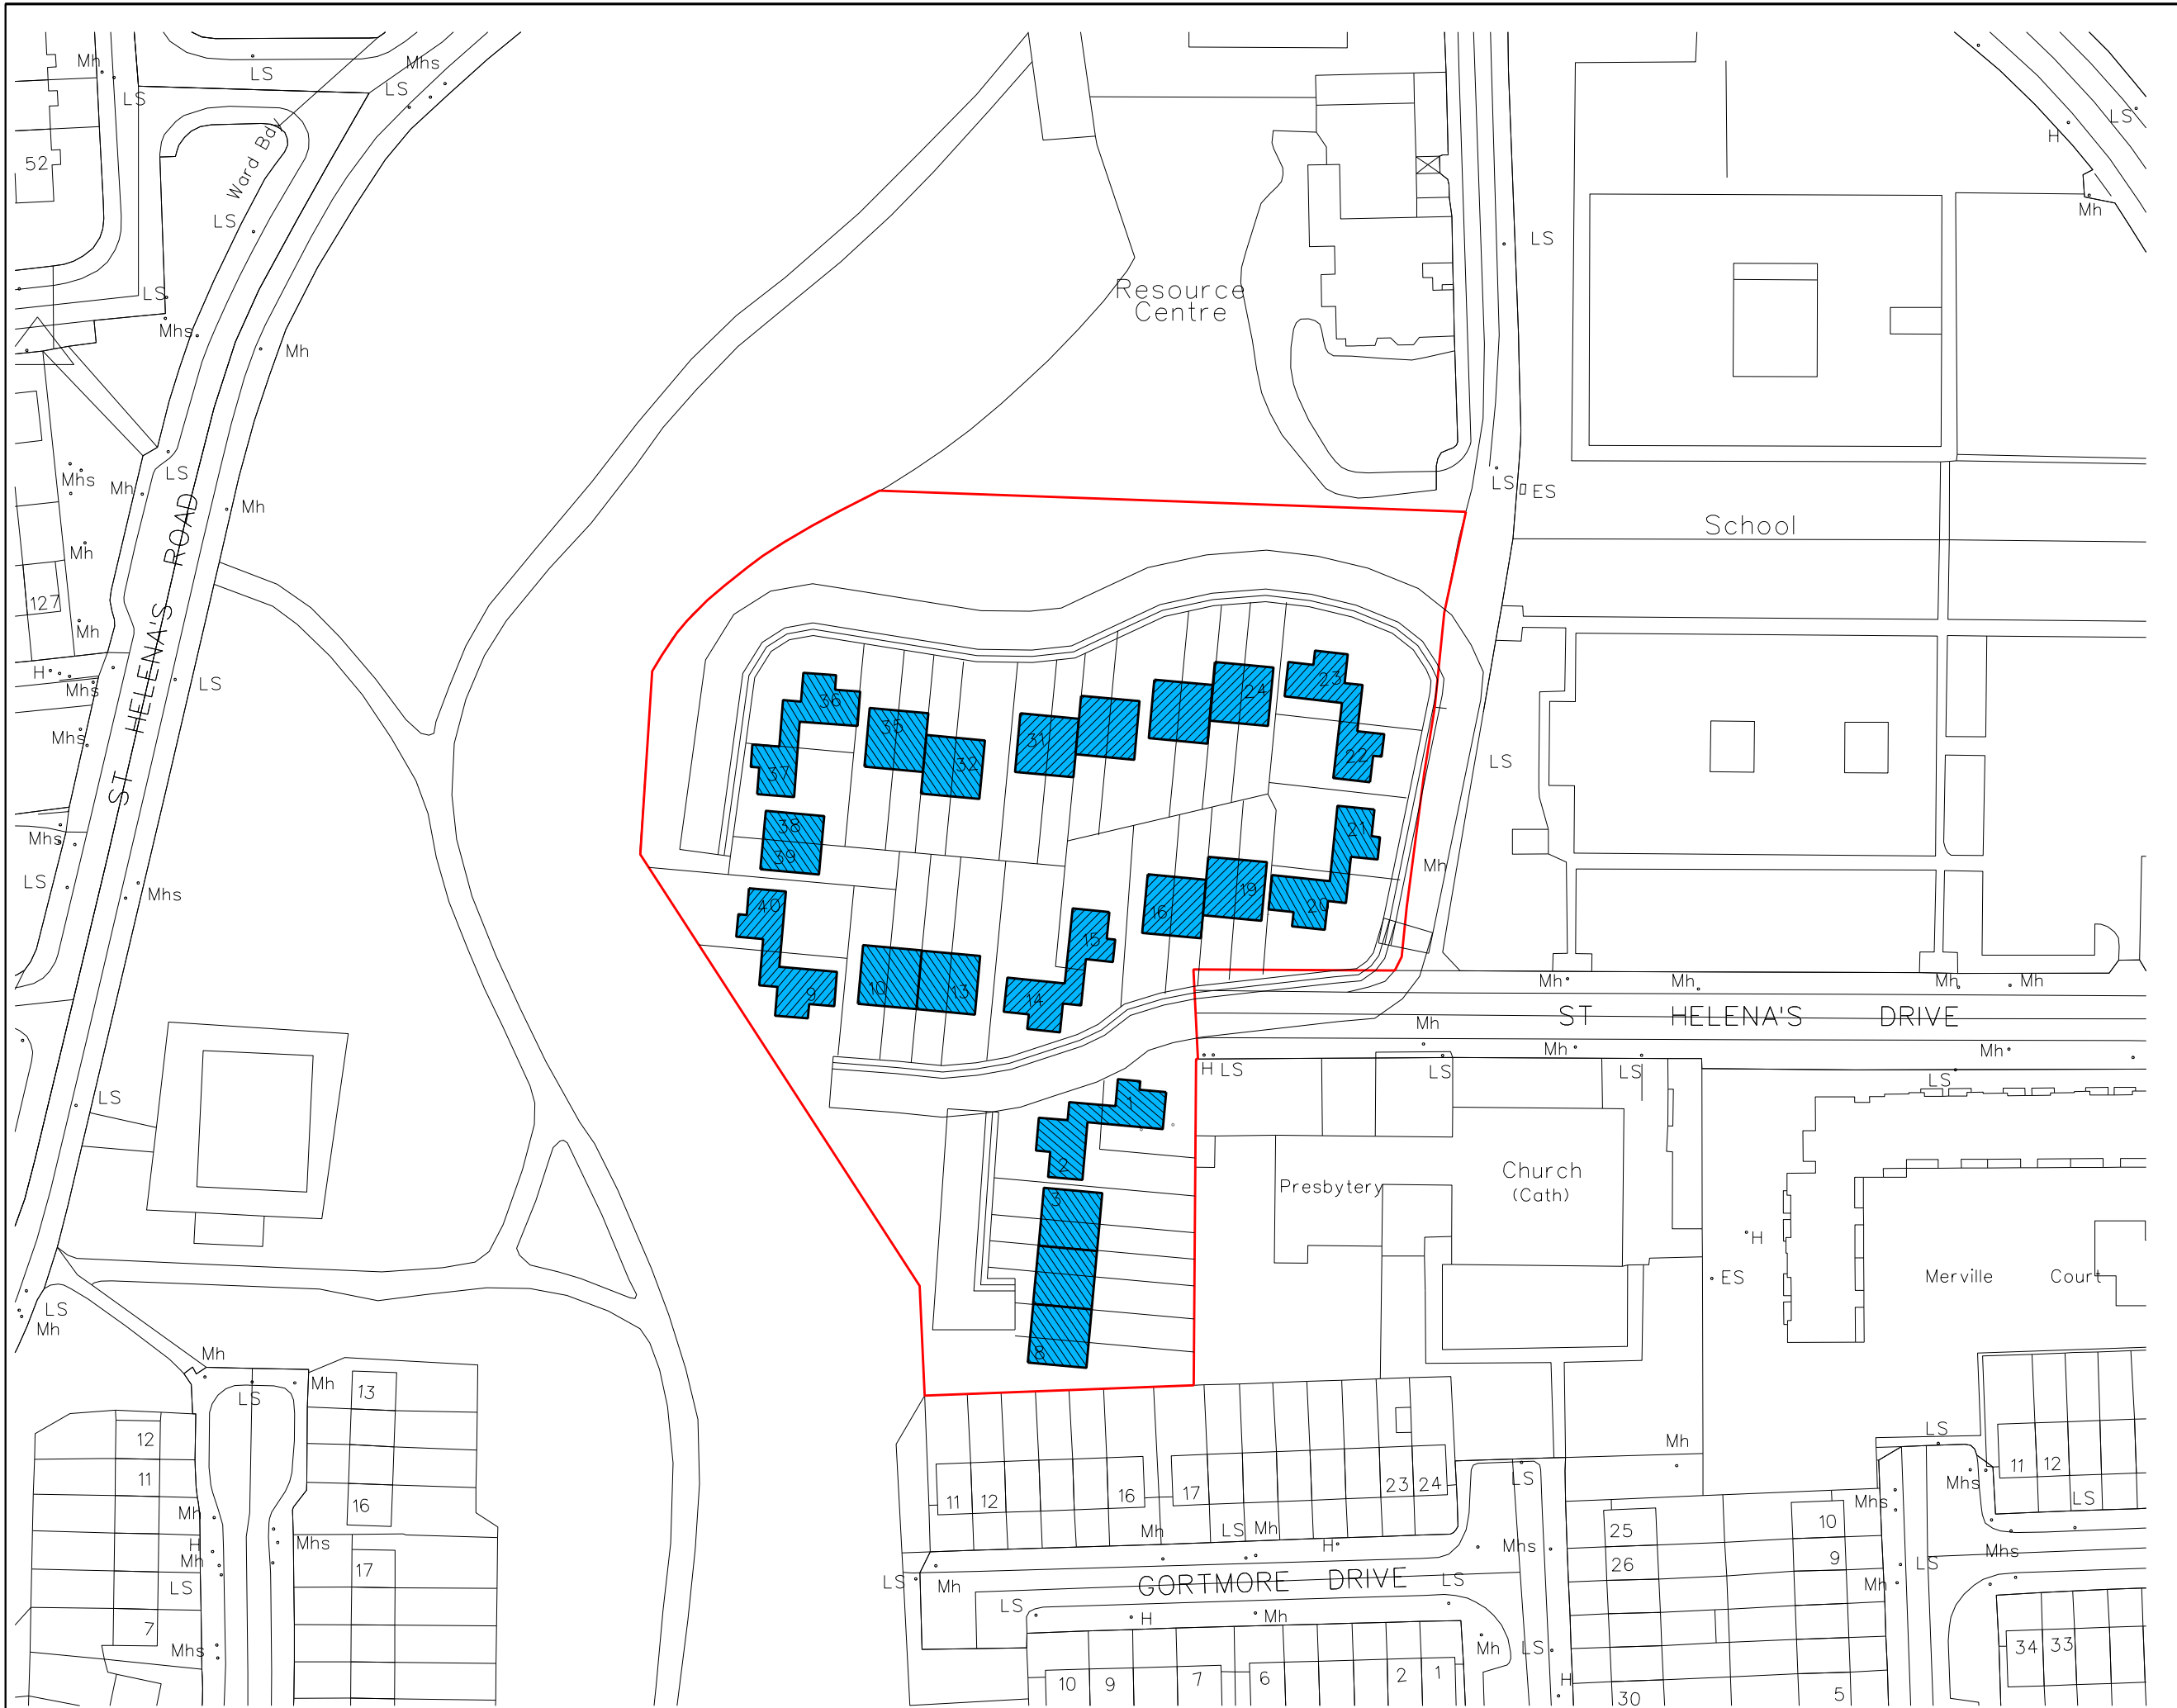 Mh
Mhs
LS
LS
LS
LS
52
Ward Bdy
H
Mh
LS
LS
LS
Mhs
Mh
Resource
Centre
LS
Mhs
Mh
Mh
LS
ES
School
Mh
127
Mh
H
Mhs
LS
ST HELENA'S ROAD
Mhs
Mhs
LS
Mhs
36
35
37
32
31
24
23
22
LS
38
39
21
Mh
40
16
19
20
15
9
10
13
14
Mh
Mh
Mh
Mh
ST HELENA'S DRIVE
Mh
Mh
Mh
H
LS
LS
LS
LS
LS
1
2
3
8
Presbytery
Church
(Cath)
H
ES
Merville Court
LS
Mh
Mh
LS
Mh
13
12
11
16
17
7
Mh
H
Mh
LS
Mhs
Mhs
11
12
16
17
23
24
Mh
LS
Mh
H
LS
Mhs
Mh
LS
Mh
GORTMORE DRIVE
LS
LS
H
Mh
Mh
LS
H
10
9
7
6
2
1
25
26
30
10
9
5
Mhs
Mh
LS
LS
Mhs
11
12
LS
Mhs
34
33